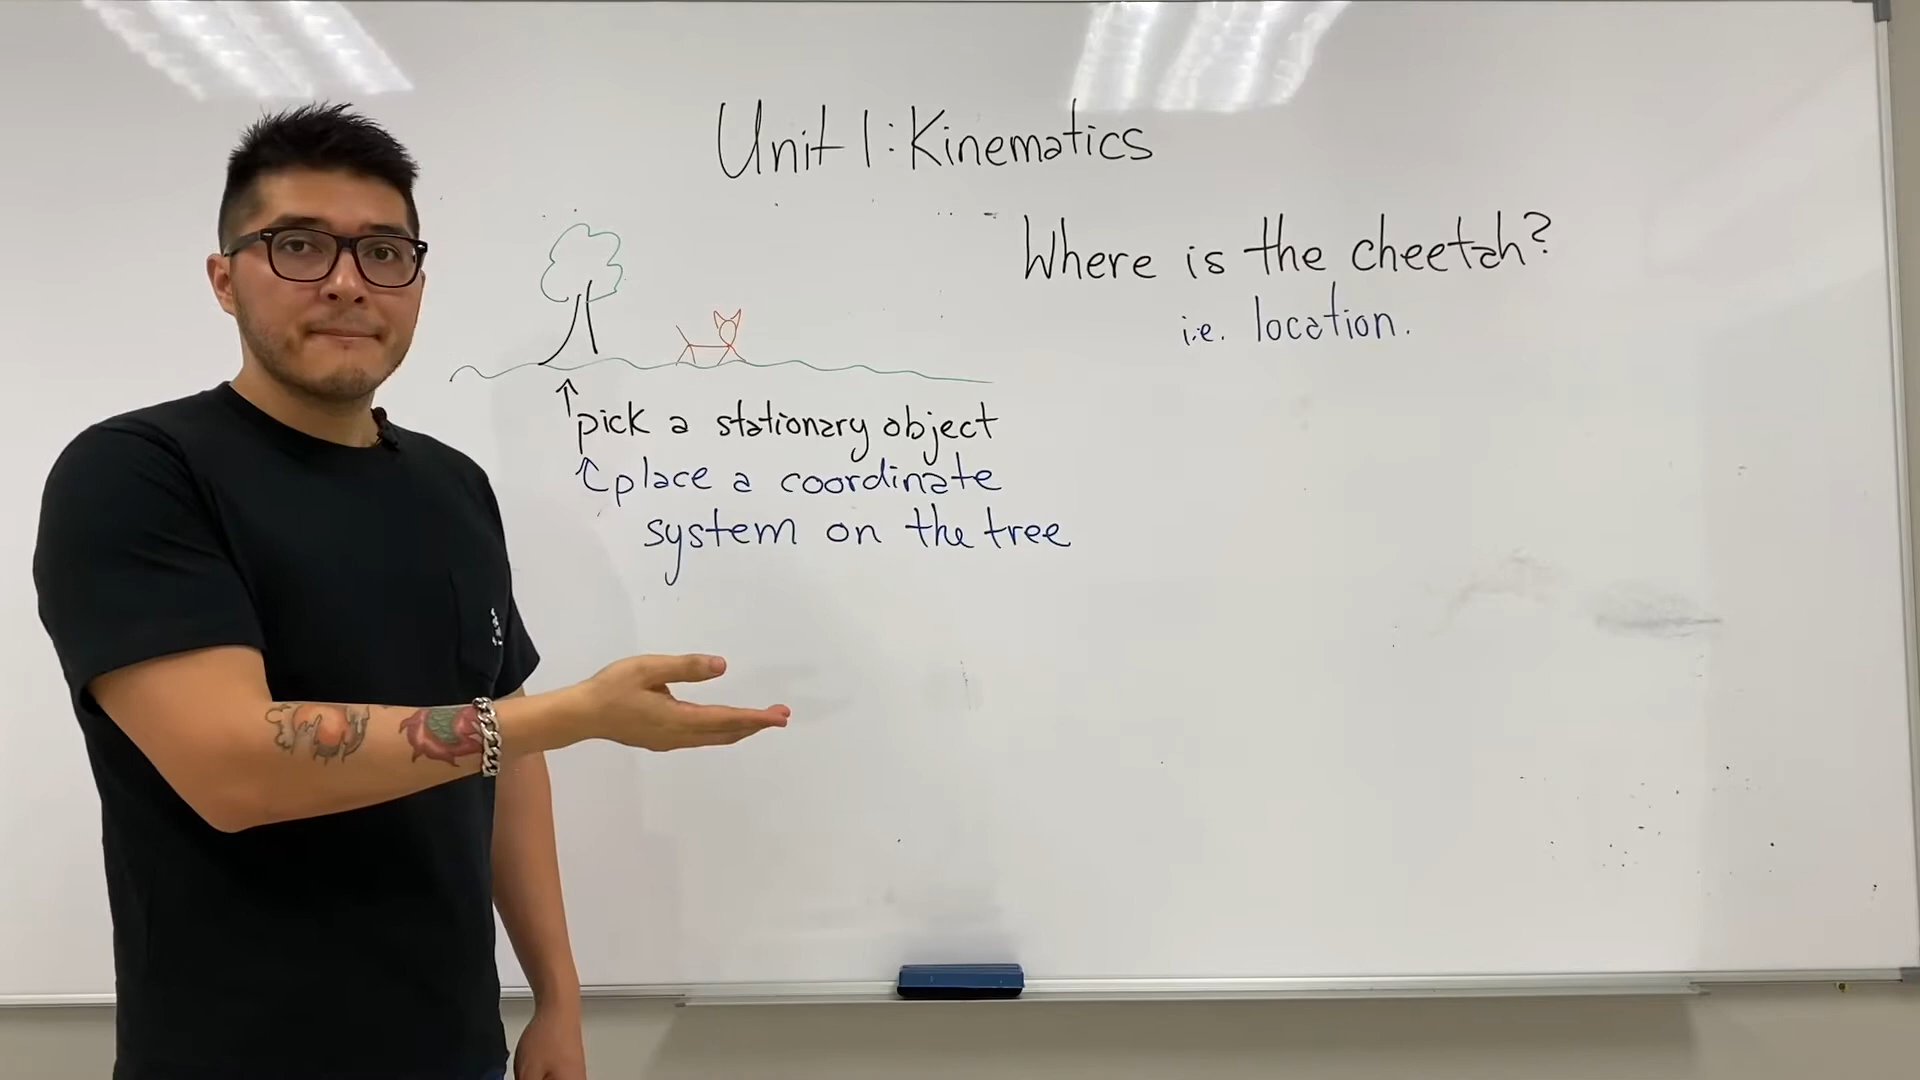 Unit 1: Kinematics
Where is the cheetah?
i.e. location.
pick a stationary object
place a coordinate
system on the tree